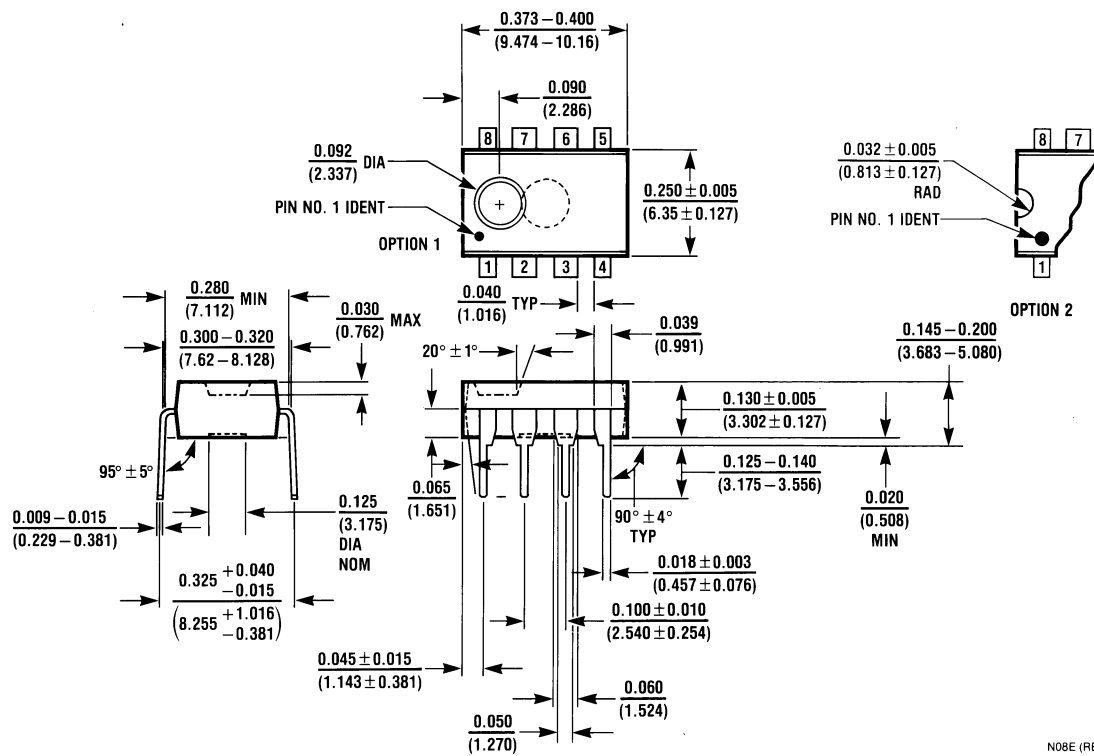 0.373 – 0.400
(9.474 – 10.16)
0.090
(2.286)
8 7 6 5
0.092 DIA
(2.337)
PIN NO. 1 IDENT
OPTION 1
0.250 ± 0.005
(6.35 ± 0.127)
1 2 3 4
0.032 ± 0.005
(0.813 ± 0.127)
RAD
PIN NO. 1 IDENT
8 7
1
OPTION 2
0.280 MIN
(7.112)
0.030 MAX
(0.762)
0.300 – 0.320
(7.62 – 8.128)
0.040 TYP
(1.016)
0.039
(0.991)
20° ± 1°
0.145 – 0.200
(3.683 – 5.080)
0.130 ± 0.005
(3.302 ± 0.127)
95° ± 5°
0.065
(1.651)
0.125 – 0.140
(3.175 – 3.556)
0.020
(0.508)
MIN
90° ± 4°
TYP
0.009 – 0.015
(0.229 – 0.381)
0.125
(3.175)
DIA
NOM
0.018 ± 0.003
(0.457 ± 0.076)
0.325 +0.040
–0.015
(8.255 +1.016
–0.381)
0.100 ± 0.010
(2.540 ± 0.254)
0.045 ± 0.015
(1.143 ± 0.381)
0.060
(1.524)
0.050
(1.270)
N08E (RE